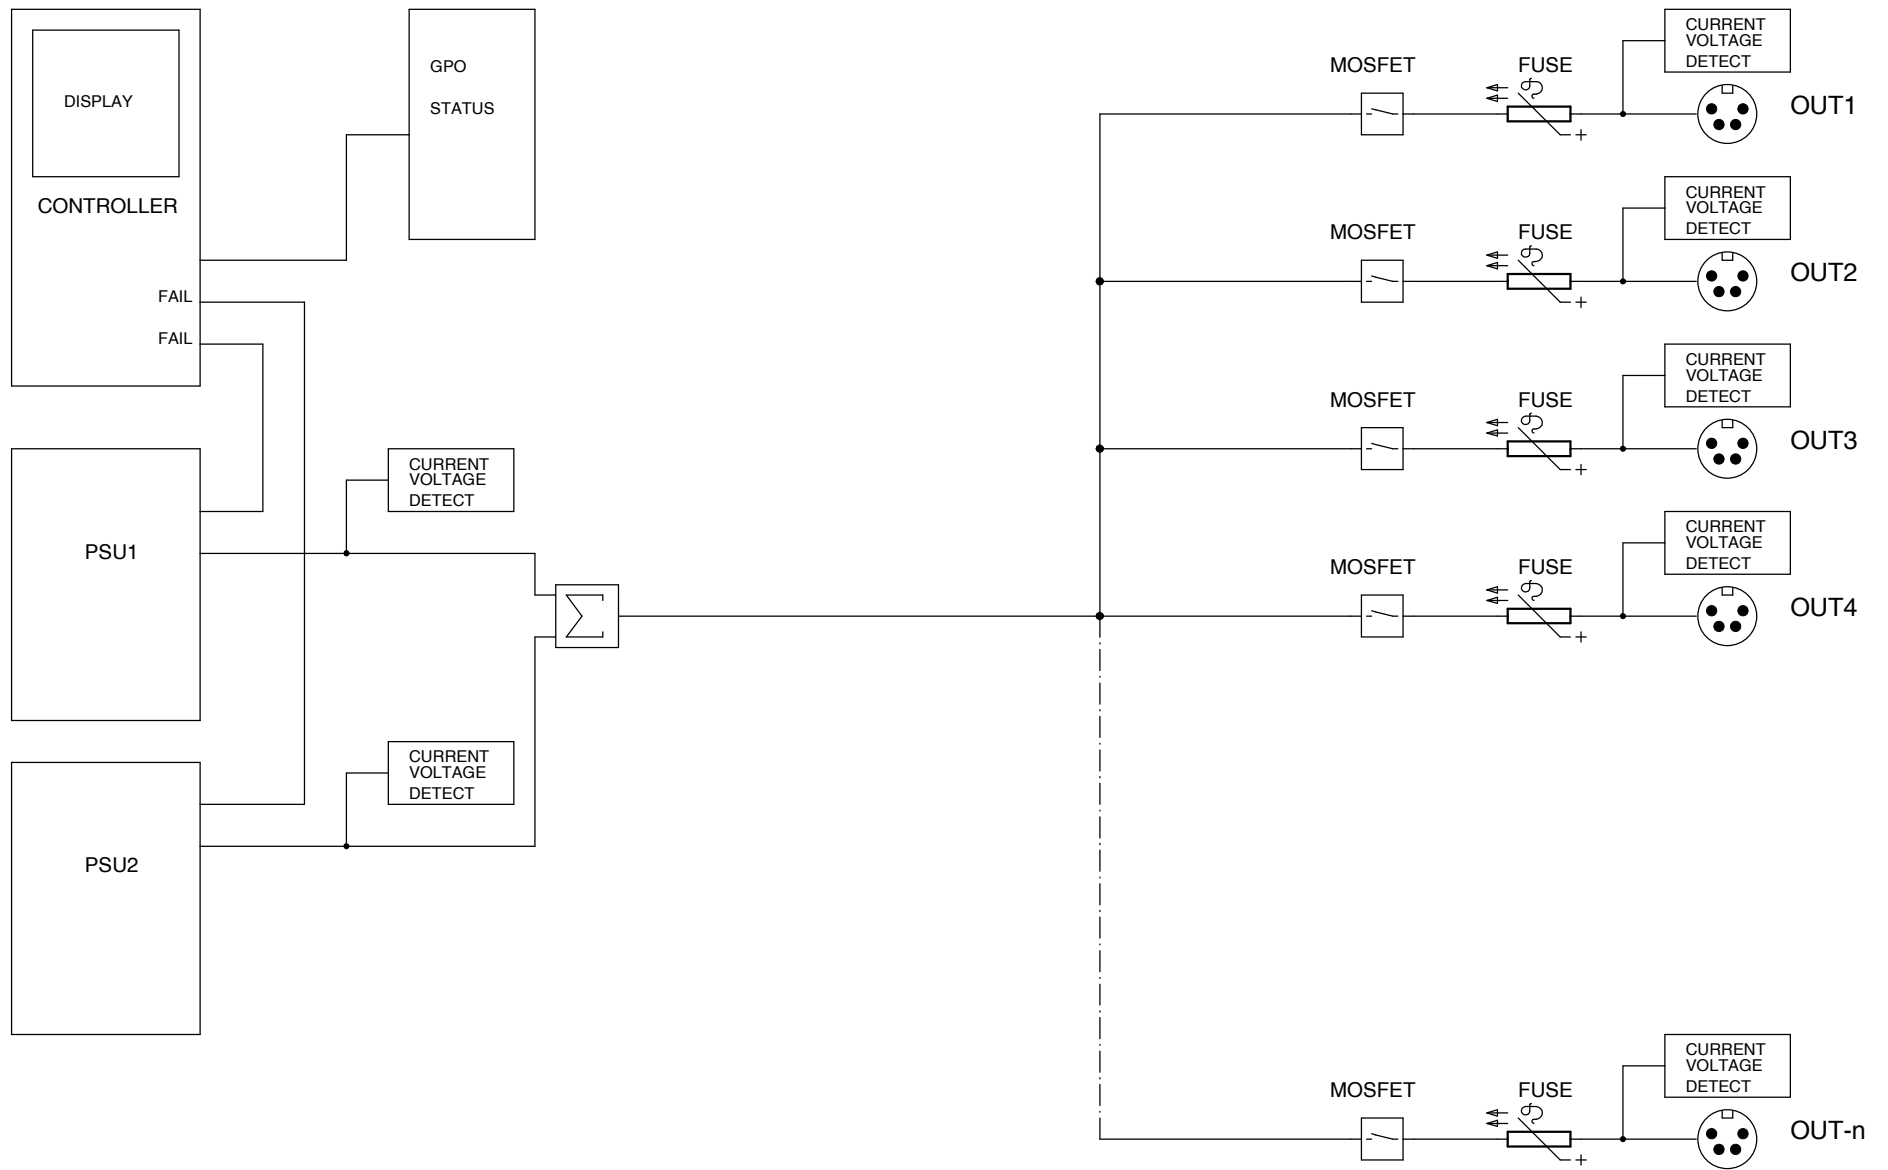 DISPLAY
CONTROLLER
FAIL
FAIL
GPO
STATUS
PSU1
CURRENT
VOLTAGE
DETECT
PSU2
CURRENT
VOLTAGE
DETECT
MOSFET
FUSE
+
CURRENT
VOLTAGE
DETECT
OUT1
MOSFET
FUSE
+
CURRENT
VOLTAGE
DETECT
OUT2
MOSFET
FUSE
+
CURRENT
VOLTAGE
DETECT
OUT3
MOSFET
FUSE
+
CURRENT
VOLTAGE
DETECT
OUT4
MOSFET
FUSE
+
CURRENT
VOLTAGE
DETECT
OUT-n